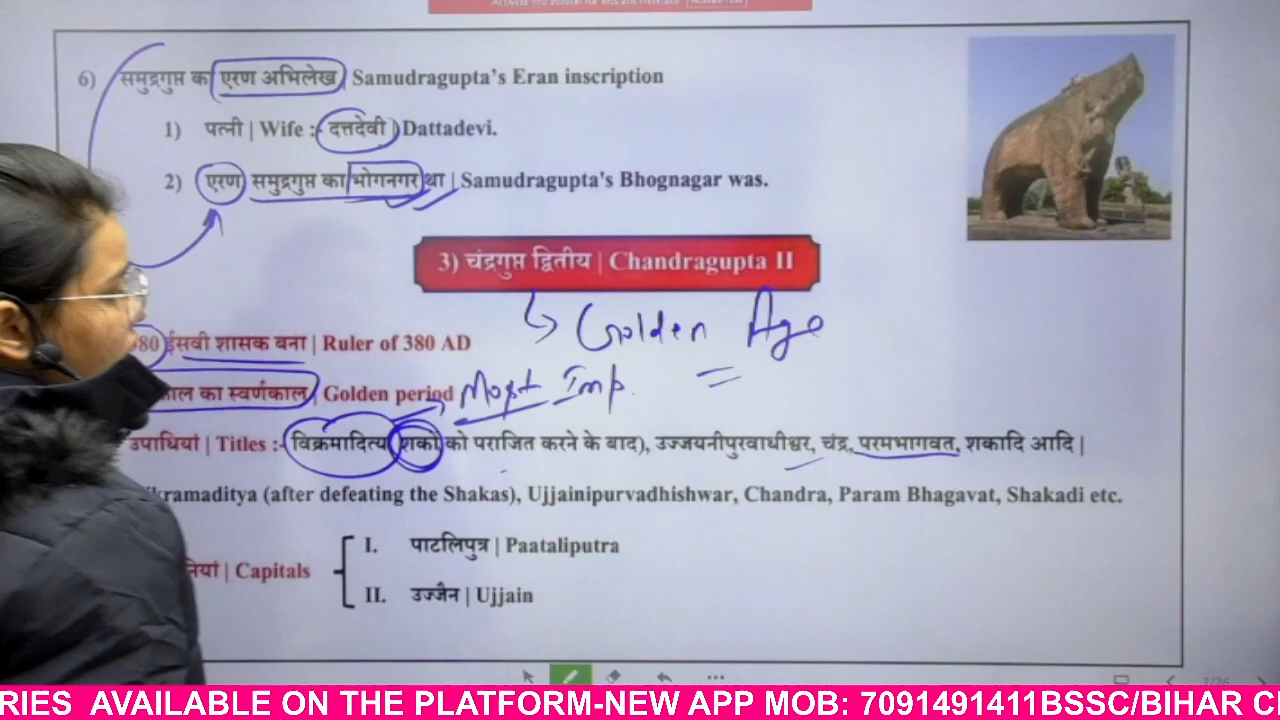 6) समुद्रगुप्त का एरण अभिलेख | Samudragupta's Eran inscription
1) पत्नी | Wife :- दत्तदेवी | Dattadevi.
2) एरण समुद्रगुप्त का भोगनगर था | Samudragupta's Bhognagar was.
3) चंद्रगुप्त द्वितीय | Chandragupta II
Golden Age
80 ईसवी शासक बना | Ruler of 380 AD
काल का स्वर्णकाल | Golden period Most Imp.
उपाधियां | Titles :- विक्रमादित्य (शको को पराजित करने के बाद), उज्जयनीपुरवाधीश्वर, चंद्र, परमभागवत, शकादि आदि |
kramaditya (after defeating the Shakas), Ujjainipurvadhishwar, Chandra, Param Bhagavat, Shakadi etc.
| Capitals
I. पाटलिपुत्र | Paataliputra
II. उज्जैन | Ujjain
RIES AVAILABLE ON THE PLATFORM-NEW APP MOB: 7091491411BSSC/BIHAR C